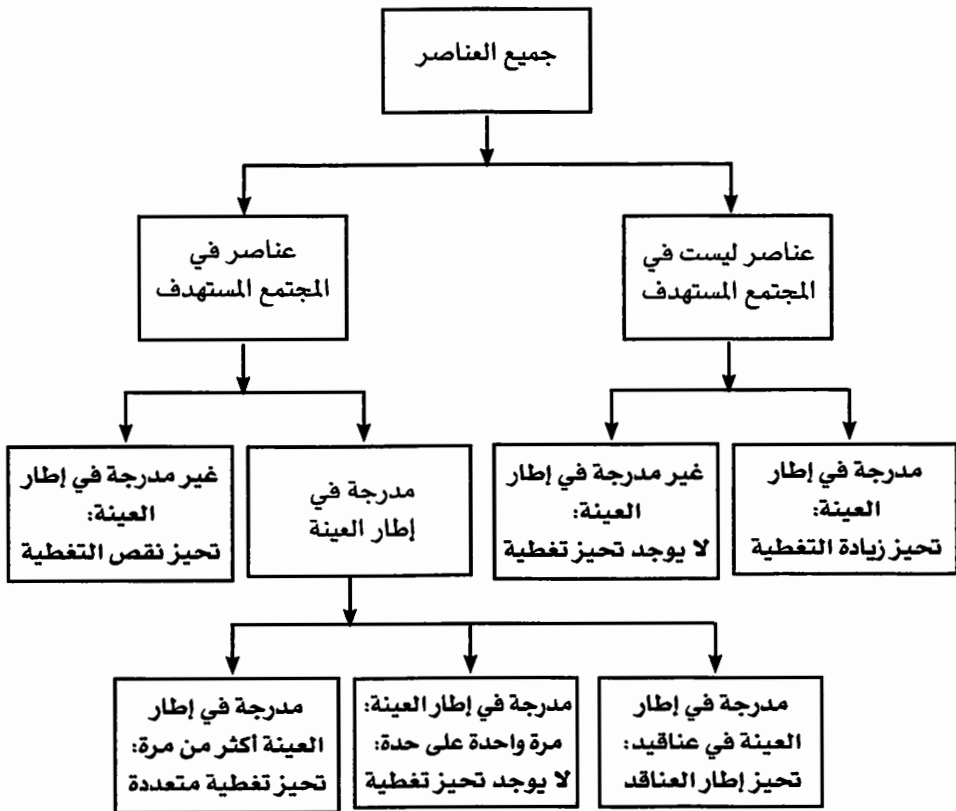 جميع العناصر
عناصر ليست في
المجتمع المستهدف
عناصر في
المجتمع المستهدف
مدرجة في إطار
العينة:
تحيز زيادة التغطية
غير مدرجة في إطار
العينة:
لا يوجد تحيز تغطية
مدرجة في
إطار العينة
غير مدرجة في إطار
العينة:
تحيز نقص التغطية
مدرجة في إطار
العينة في عناقيد:
تحيز إطار العناقد
مدرجة في إطار العينة:
مرة واحدة على حدة:
لا يوجد تحيز تغطية
مدرجة في إطار
العينة أكثر من مرة:
تحيز تغطية متعددة